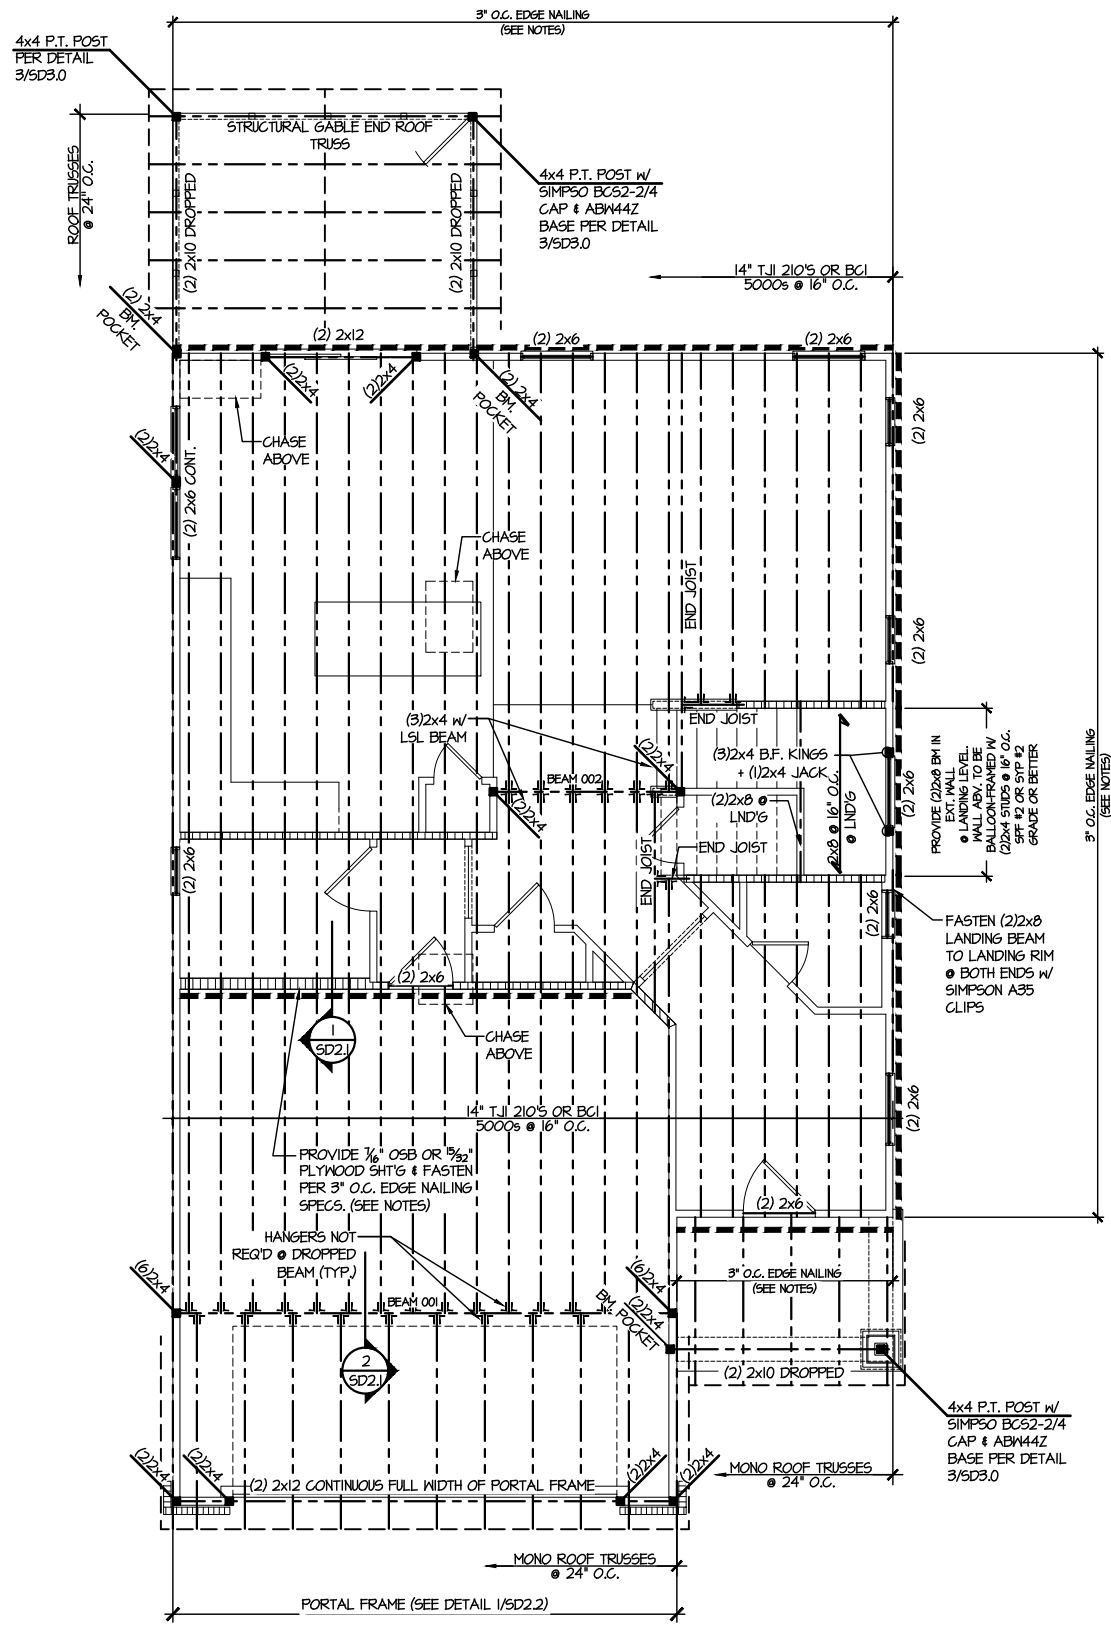 3" O.C. EDGE NAILING
(SEE NOTES)
4x4 P.T. POST
PER DETAIL
3/SD3.0
STRUCTURAL GABLE END ROOF
TRUSS
ROOF TRUSSES
@ 24" O.C.
(2) 2x10 DROPPED
(2) 2x10 DROPPED
4x4 P.T. POST W/
SIMPSO BCS2-2/4
CAP & ABW44Z
BASE PER DETAIL
3/SD3.0
14" TJI 210'S OR BCI
5000s @ 16" O.C.
(2) 2x4
BM.
POCKET
(2) 2x12
(2) 2x6
(2) 2x6
(2)2x4
(2)2x4
(2) 2x4
BM.
POCKET
(2) 2x6
CHASE
ABOVE
(2)2x4
(2) 2x6 CONT.
CHASE
ABOVE
END JOIST
(2) 2x6
END JOIST
(3)2x4 W/
LSL BEAM
(2)2x4
(3)2x4 B.F. KINGS
+ (1)2x4 JACK
BEAM 002
(2)2x4
(2)2x8 @
LND'G
2x8 @ 16" O.C.
@ LND'G
(2) 2x6
PROVIDE (2)2x8 BM IN
EXT. WALL
@ LANDING LEVEL.
WALL ABV. TO BE
BALLOON-FRAMED W/
(2)2x4 STUDS @ 16" O.C.
SPF #2 OR SYP #2
GRADE OR BETTER
3" O.C. EDGE NAILING
(SEE NOTES)
END JOIST
END JOIST
(2) 2x6
(2) 2x6
FASTEN (2)2x8
LANDING BEAM
TO LANDING RIM
@ BOTH ENDS W/
SIMPSON A35
CLIPS
(2) 2x6
1
SD2.1
CHASE
ABOVE
14" TJI 210'S OR BCI
5000s @ 16" O.C.
(2) 2x6
PROVIDE 7/16" OSB OR 15/32"
PLYWOOD SHT'G & FASTEN
PER 3" O.C. EDGE NAILING
SPECS. (SEE NOTES)
(2) 2x6
HANGERS NOT
REQ'D @ DROPPED
BEAM (TYP.)
(6)2x4
BEAM 001
(6)2x4
(2)2x4
BM. POCKET
3" O.C. EDGE NAILING
(SEE NOTES)
2
SD2.1
(2) 2x10 DROPPED
4x4 P.T. POST W/
SIMPSO BCS2-2/4
CAP & ABW44Z
BASE PER DETAIL
3/SD3.0
(2)2x4
(2)2x4
(2) 2x12 CONTINUOUS FULL WIDTH OF PORTAL FRAME
(2)2x4
(2)2x4
MONO ROOF TRUSSES
@ 24" O.C.
MONO ROOF TRUSSES
@ 24" O.C.
PORTAL FRAME (SEE DETAIL 1/SD2.2)